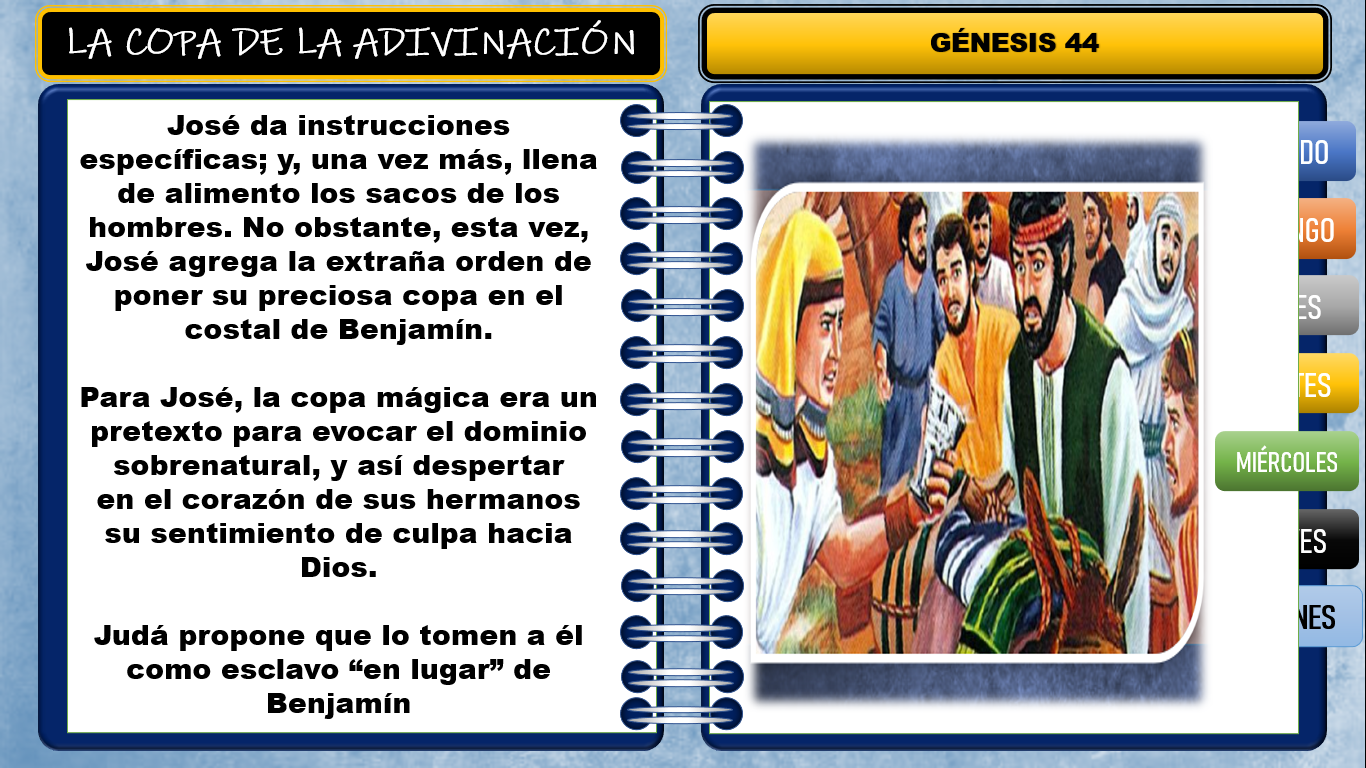 LA COPA DE LA ADIVINACIÓN
GÉNESIS 44
José da instrucciones
específicas; y, una vez más, llena
de alimento los sacos de los
hombres. No obstante, esta vez,
José agrega la extraña orden de
poner su preciosa copa en el
costal de Benjamín.
Para José, la copa mágica era un
pretexto para evocar el dominio
sobrenatural, y así despertar
en el corazón de sus hermanos
su sentimiento de culpa hacia
Dios.
Judá propone que lo tomen a él
como esclavo “en lugar” de
Benjamín
DO
NGO
ES
TES
MIÉRCOLES
ES
NES